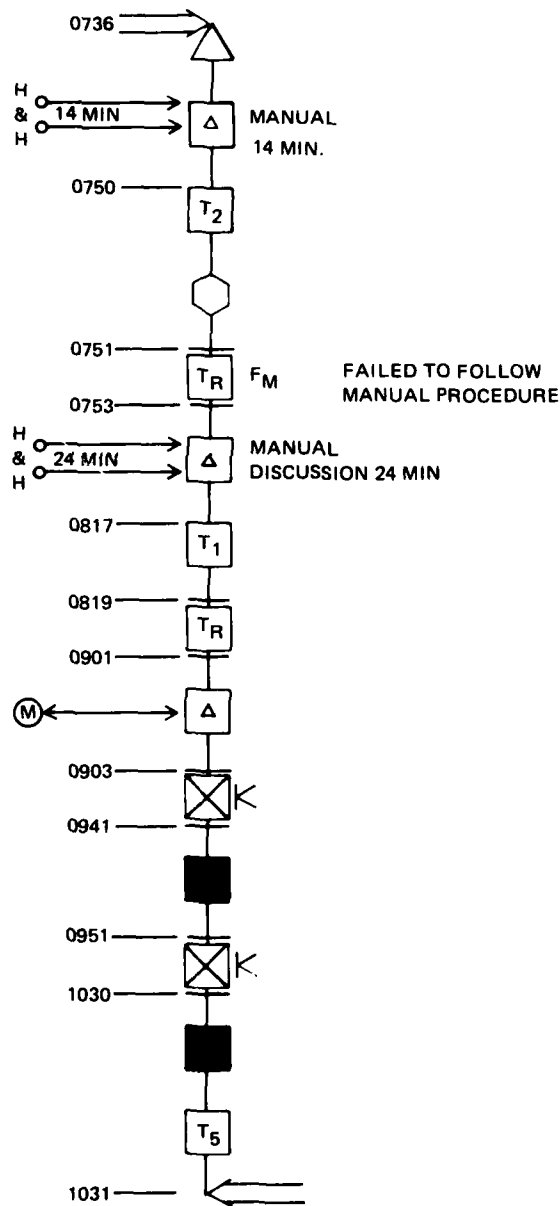 0736
H
&
H
14 MIN
Δ
MANUAL
14 MIN.
0750
T2
0751
TR
FM
FAILED TO FOLLOW
MANUAL PROCEDURE
0753
H
&
H
24 MIN
Δ
MANUAL
DISCUSSION 24 MIN
0817
T1
0819
TR
0901
M
Δ
0903
K
0941
0951
K
1030
T5
1031